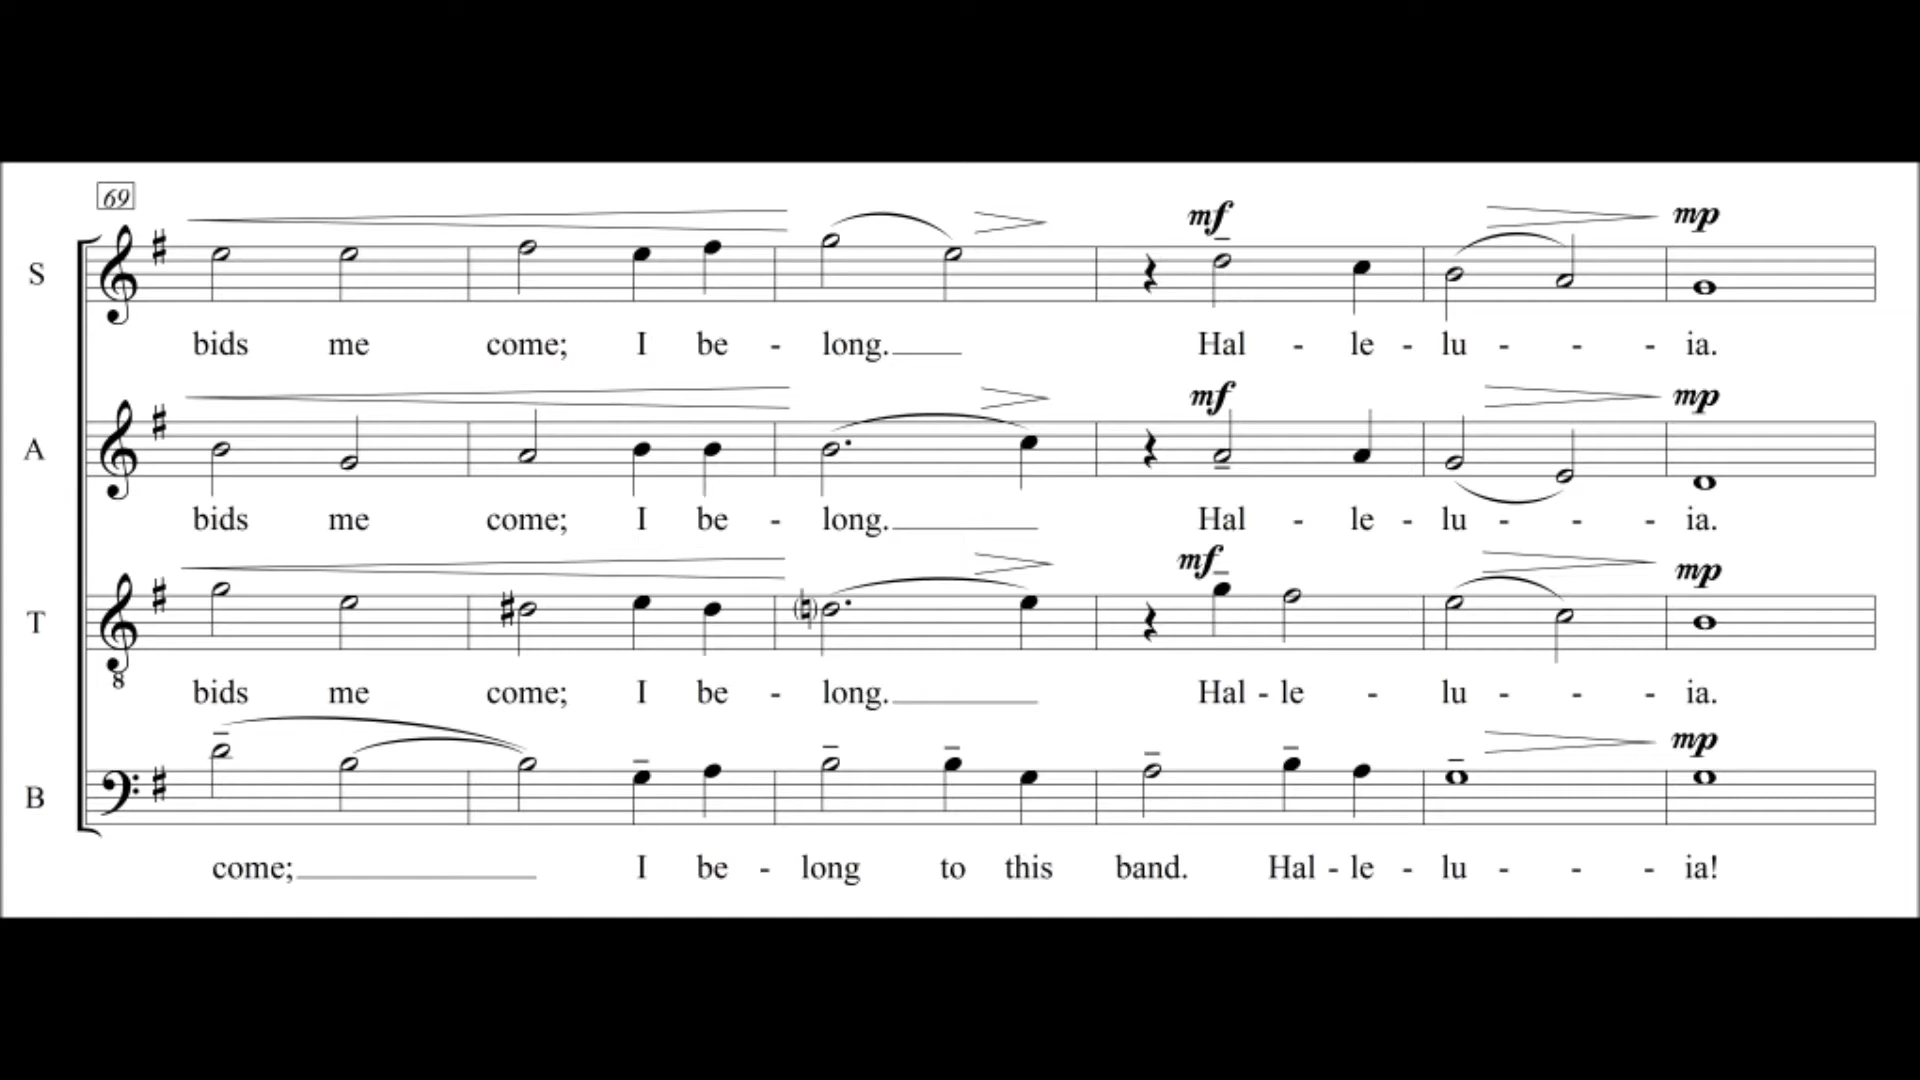 69
mf mp
S
bids me come; I be - long. Hal - le - lu - - - ia.
mf mp
A
bids me come; I be - long. Hal - le - lu - - - ia.
mf mp
T
8
bids me come; I be - long. Hal - le - lu - - - ia.
mp
B
come; I be - long to this band. Hal - le - lu - - - ia!